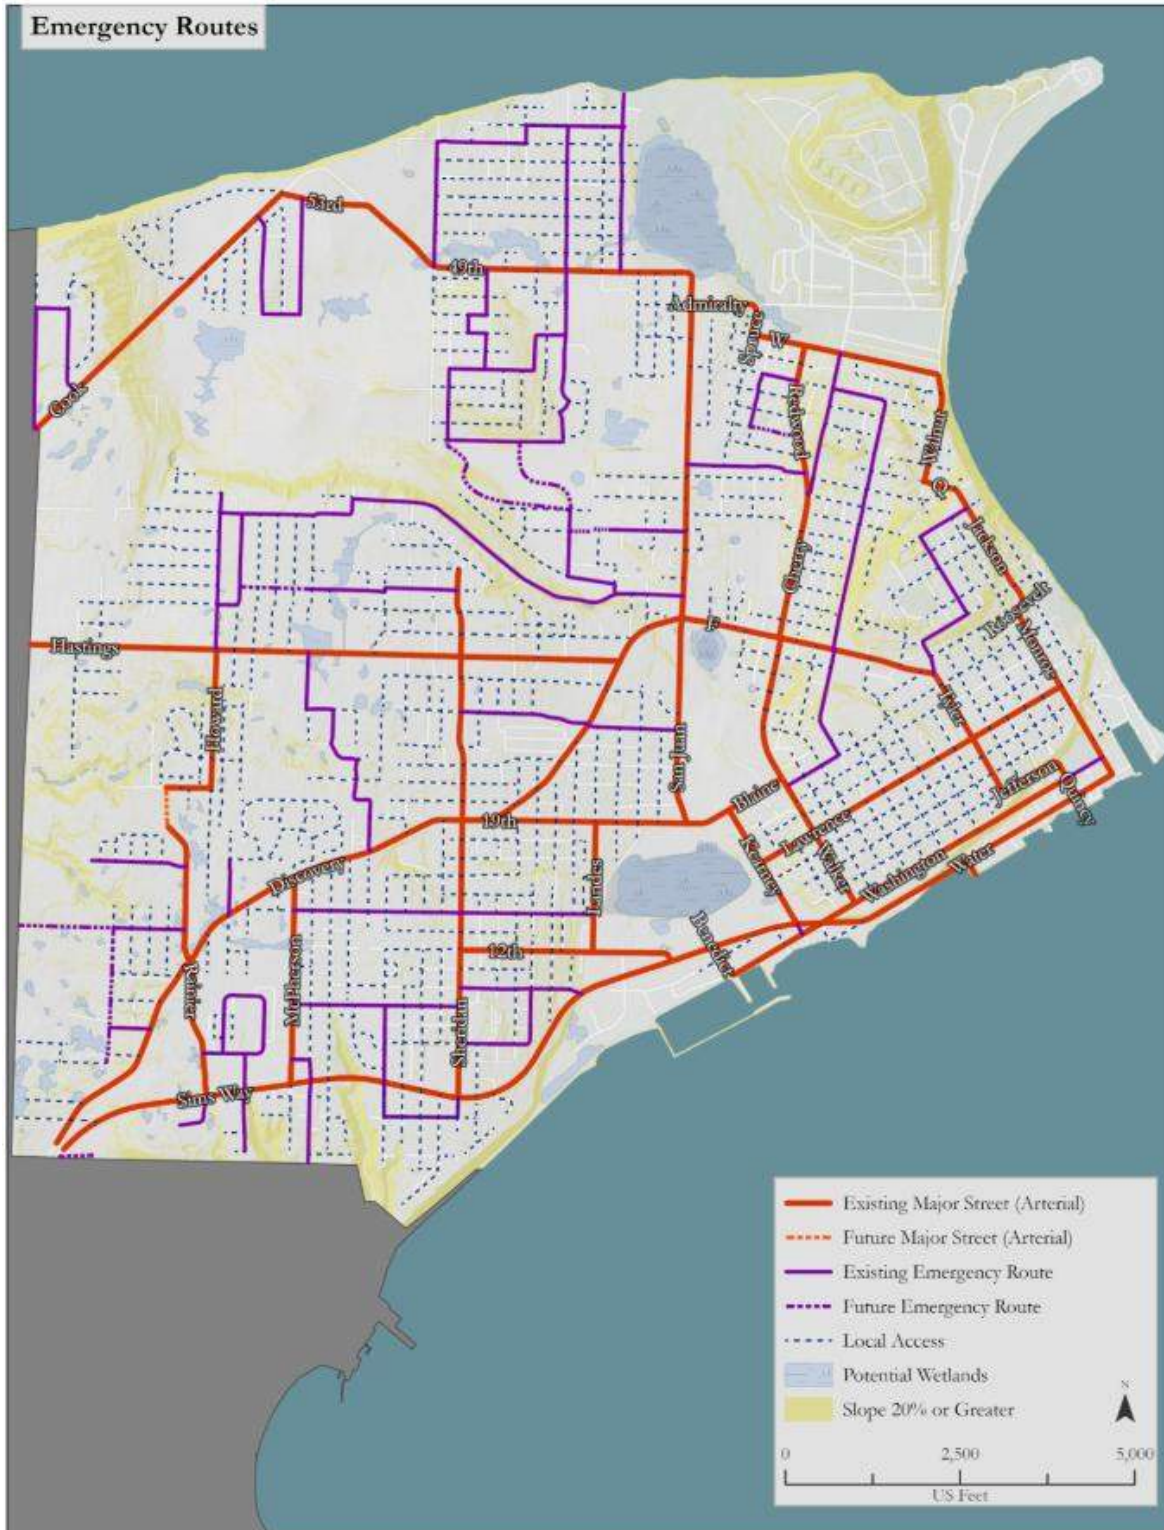 Emergency Routes
53rd
49th
Admiralty
Spruce
W
Cook
Redwood
Walnut
Q
Jackson
Cherry
Roosevelt
Monroe
F
Hastings
Howard
Tyler
San Juan
Jefferson
Quincy
Blaine
Lawrence
19th
Kearney
Walker
Washington
Water
Discovery
Landes
Benedict
12th
McPherson
Rainier
Sheridan
Sims Way
Existing Major Street (Arterial)
Future Major Street (Arterial)
Existing Emergency Route
Future Emergency Route
Local Access
Potential Wetlands
Slope 20% or Greater
N
0 2,500 5,000
US Feet